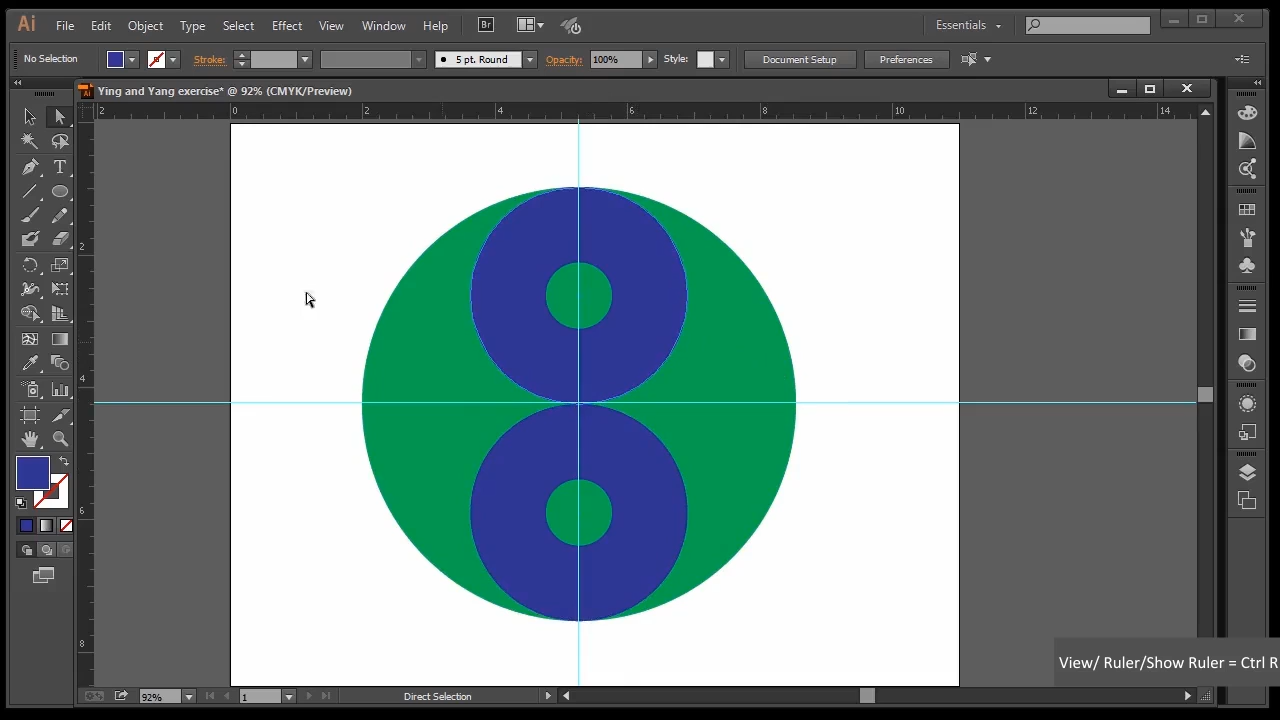 Ai File Edit Object Type Select Effect View Window Help Br Essentials
No Selection Stroke: 5 pt. Round Opacity: 100% Style: Document Setup Preferences
Ai Ying and Yang exercise* @ 92% (CMYK/Preview)
2 0 2 4 6 8 10 12 14
T
2
4
6
8
View/ Ruler/Show Ruler = Ctrl R
92% 1 Direct Selection